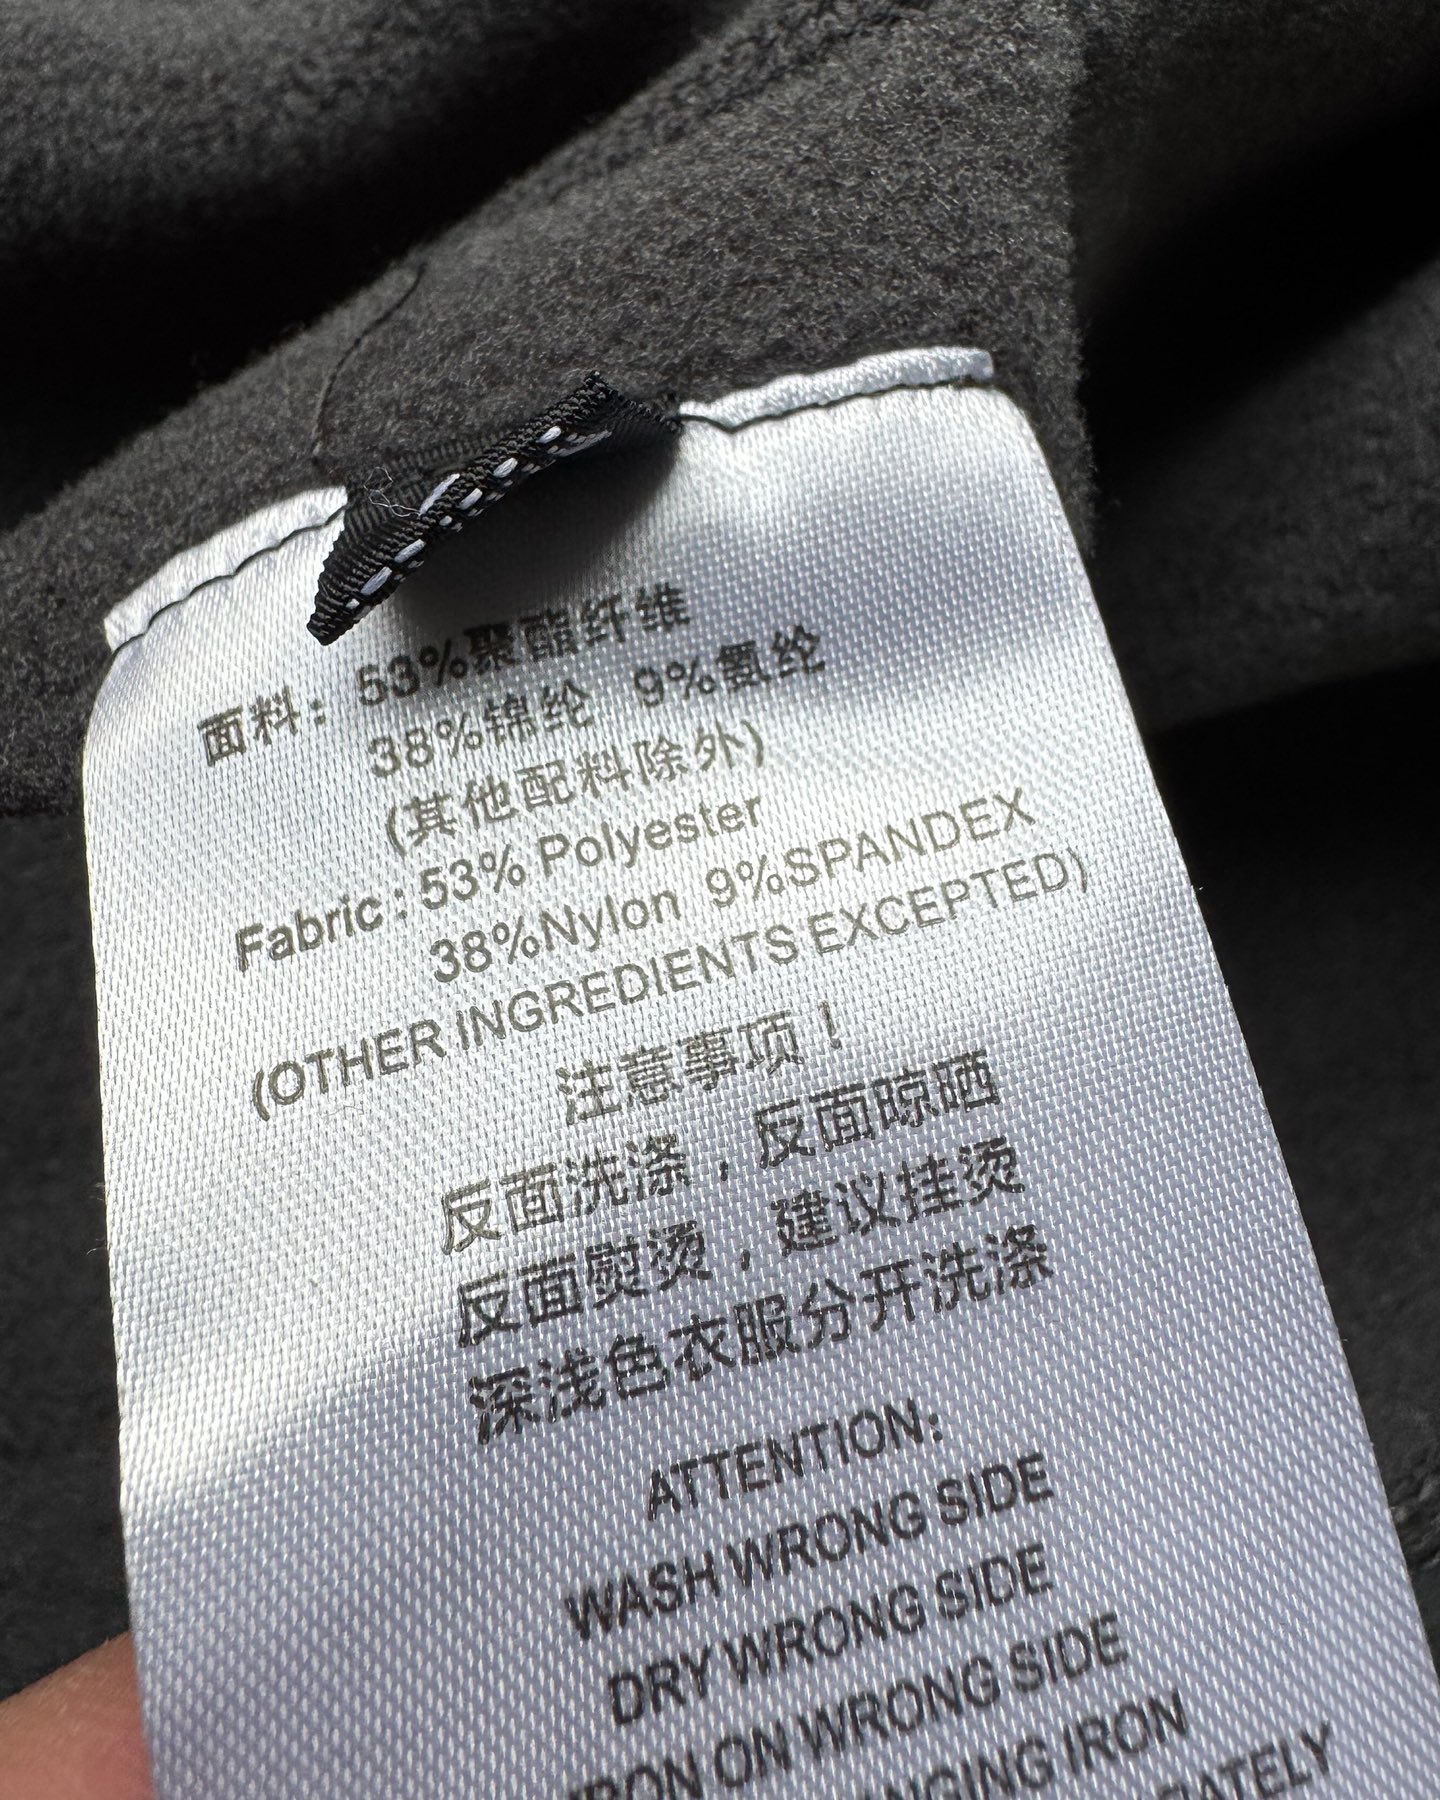 面料：53%聚酯纤维
38%锦纶 9%氨纶
(其他配料除外)
Fabric: 53% Polyester
38%Nylon 9%SPANDEX
(OTHER INGREDIENTS EXCEPTED)
注意事项！
反面洗涤，反面晾晒
反面熨烫，建议挂烫
深浅色衣服分开洗涤
ATTENTION:
WASH WRONG SIDE
DRY WRONG SIDE
IRON ON WRONG SIDE
IRON